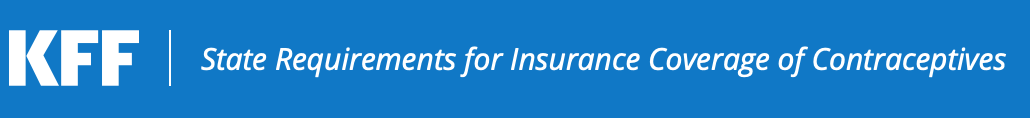 KFF State Requirements for Insurance Coverage of Contraceptives